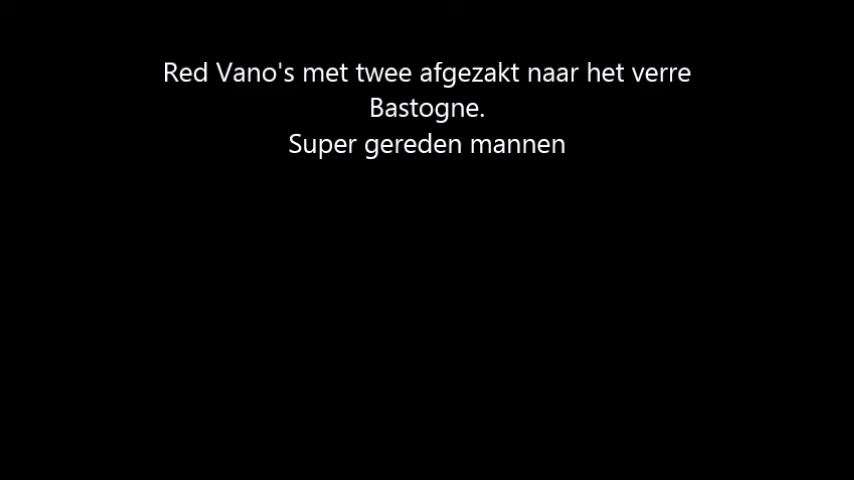 Red Vano's met twee afgezakt naar het verre
Bastogne.
Super gereden mannen